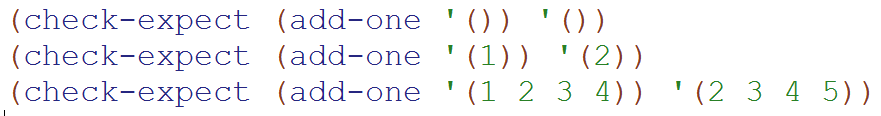 (check-expect (add-one '()) '())
(check-expect (add-one '(1)) '(2))
(check-expect (add-one '(1 2 3 4)) '(2 3 4 5))